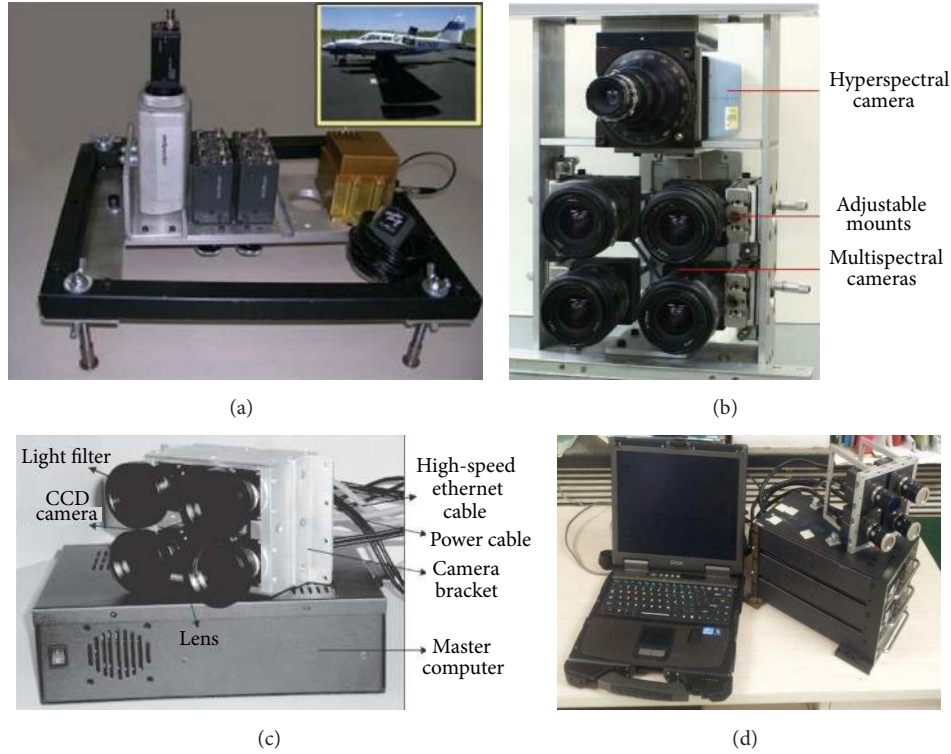 Hyperspectral
camera
Adjustable
mounts
Multispectral
cameras
(a)
(b)
Light filter
CCD
camera
High-speed
ethernet
cable
Power cable
Camera
bracket
Lens
Master
computer
(c)
(d)